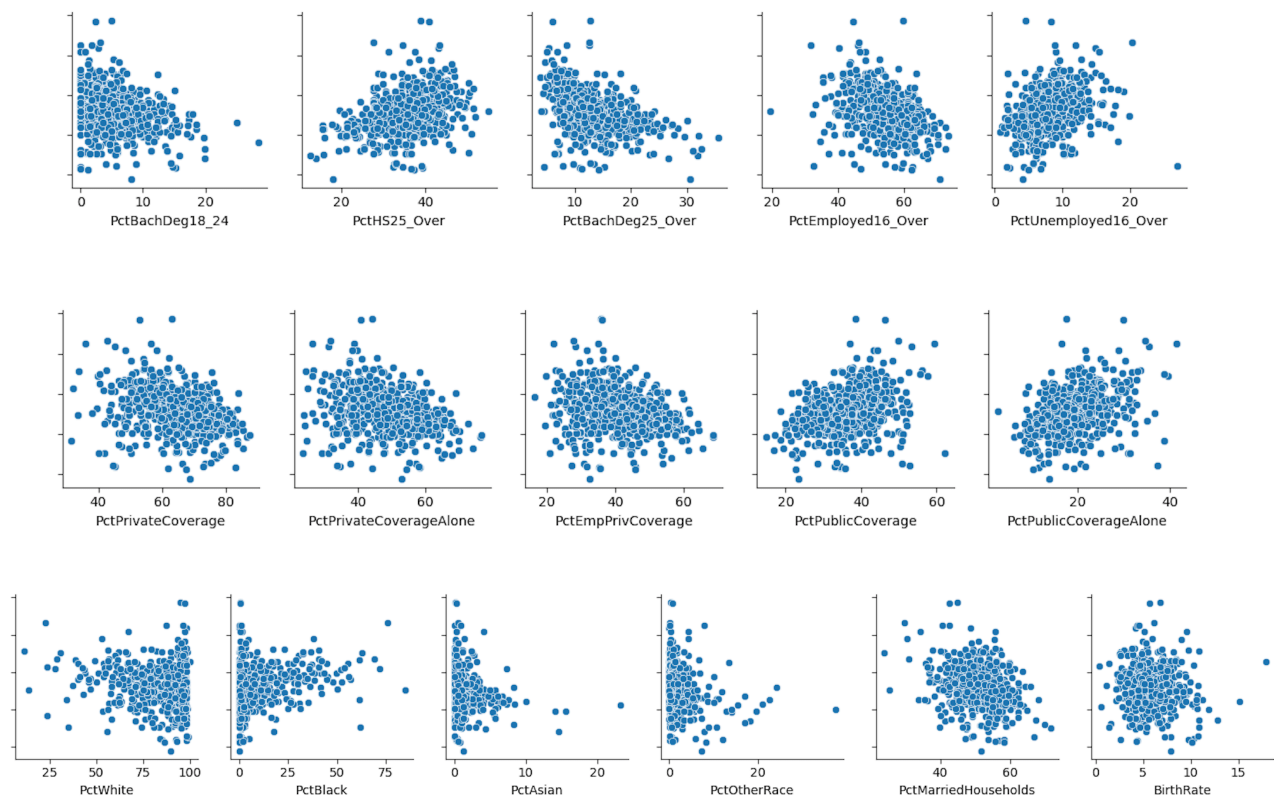 0 10 20 20 40 10 20 30 20 40 60 0 10 20
PctBachDeg18_24 PctHS25_Over PctBachDeg25_Over PctEmployed16_Over PctUnemployed16_Over
40 60 80 40 60 20 40 60 20 40 60 20 40
PctPrivateCoverage PctPrivateCoverageAlone PctEmpPrivCoverage PctPublicCoverage PctPublicCoverageAlone
25 50 75 100 0 25 50 75 0 20 0 20 40 60 0 5 10 15
PctWhite PctBlack PctAsian PctOtherRace PctMarriedHouseholds BirthRate